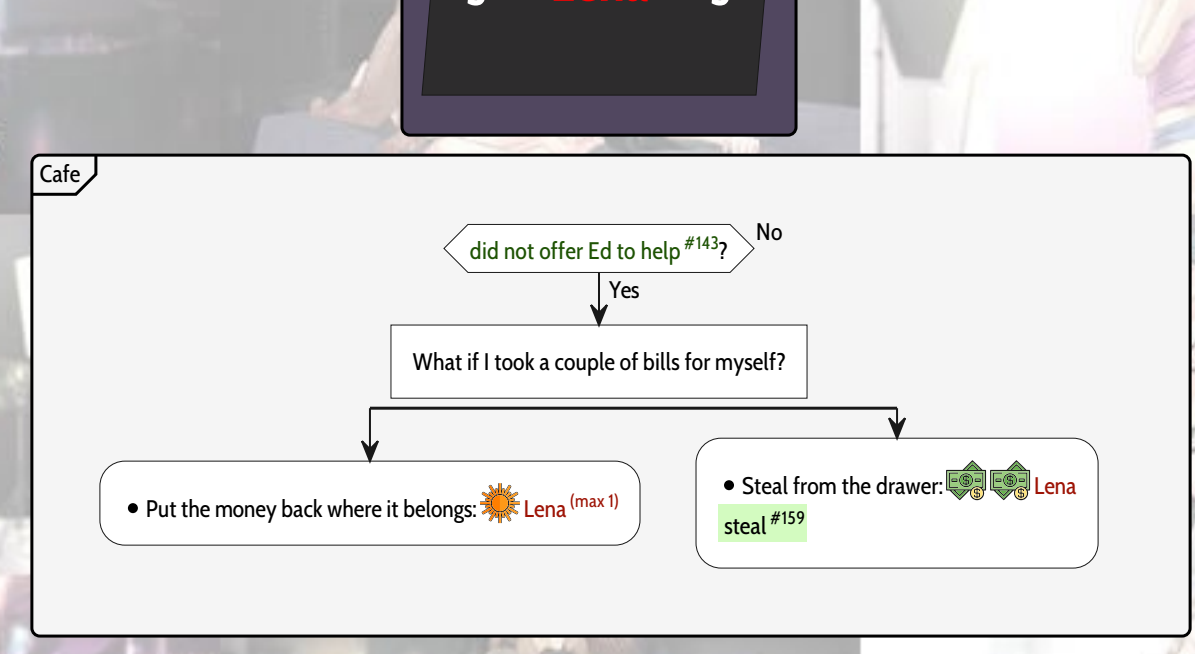 Cafe
did not offer Ed to help #143?
No
Yes
What if I took a couple of bills for myself?
• Put the money back where it belongs: Lena (max 1)
• Steal from the drawer: Lena
steal #159